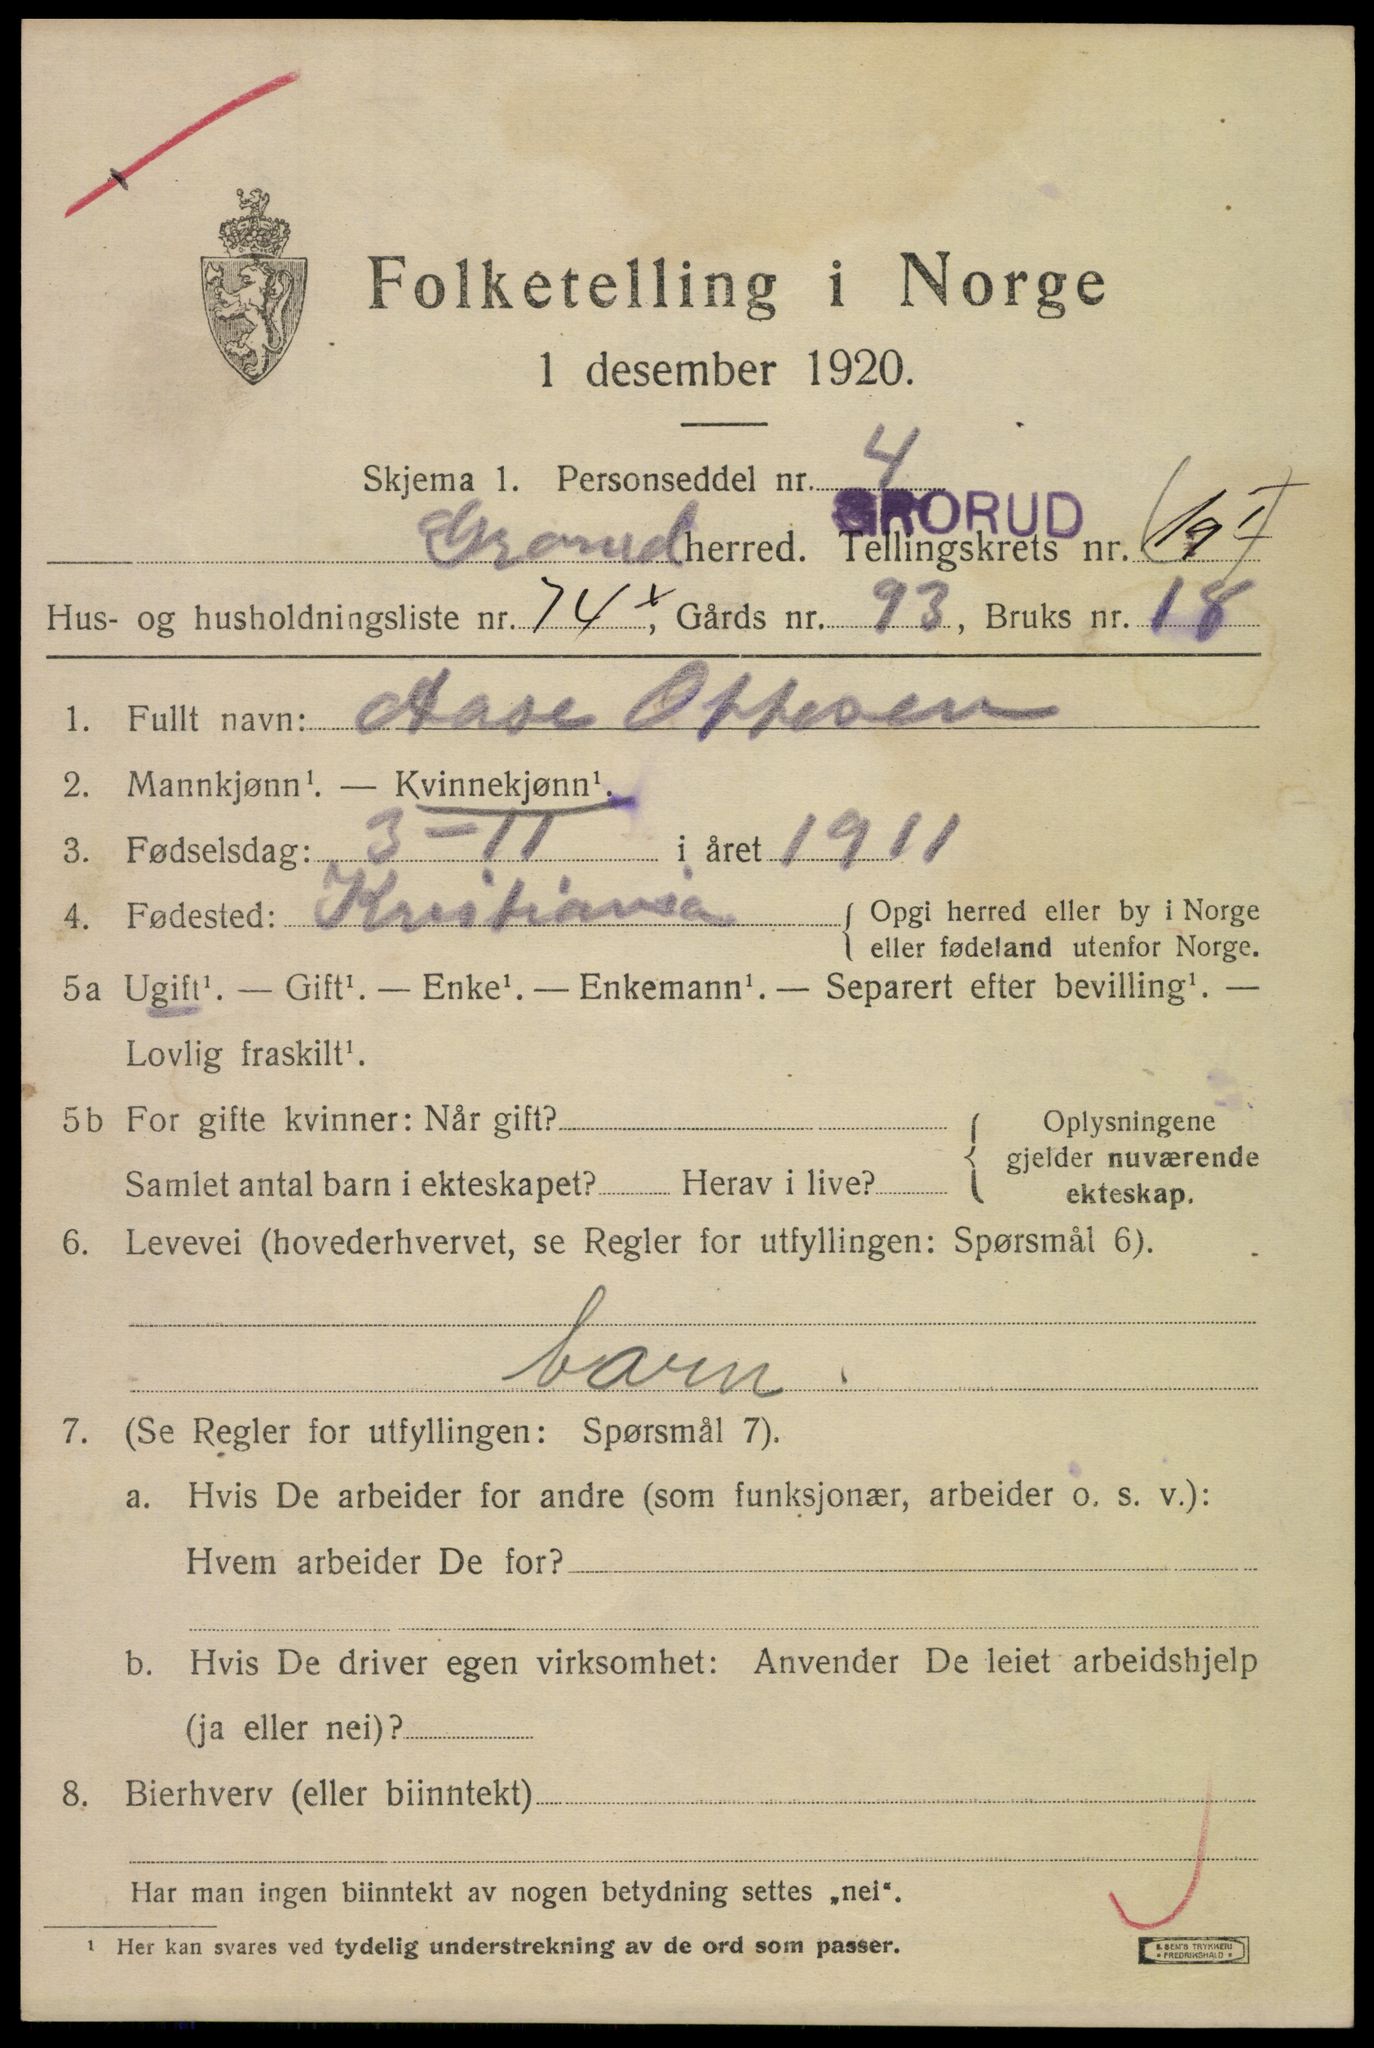 Folketelling i Norge
1 desember 1920.
Skjema 1. Personseddel nr. 4
GRORUD
Grorud herred. Tellingskrets nr. (19 I)
Hus- og husholdningsliste nr. 74 x, Gårds nr. 93, Bruks nr. 18
1. Fullt navn: Aase Oppesen
2. Mannkjønn¹. — Kvinnekjønn¹.
3. Fødselsdag: 3-11 i året 1911
4. Fødested: Kristiania { Opgi herred eller by i Norge
eller fødeland utenfor Norge.
5a Ugift¹. — Gift¹. — Enke¹. — Enkemann¹. — Separert efter bevilling¹. —
Lovlig fraskilt¹.
5b For gifte kvinner: Når gift? { Oplysningene
gjelder nuværende
Samlet antal barn i ekteskapet? Herav i live? ekteskap.
6. Levevei (hovederhvervet, se Regler for utfyllingen: Spørsmål 6).
barn.
7. (Se Regler for utfyllingen: Spørsmål 7).
a. Hvis De arbeider for andre (som funksjonær, arbeider o. s. v.):
Hvem arbeider De for?
b. Hvis De driver egen virksomhet: Anvender De leiet arbeidshjelp
(ja eller nei)?
8. Bierhverv (eller biinntekt)
Har man ingen biinntekt av nogen betydning settes „nei“.
¹ Her kan svares ved tydelig understrekning av de ord som passer.
E. SEM'S TRYKKERI
• FREDRIKSHALD •